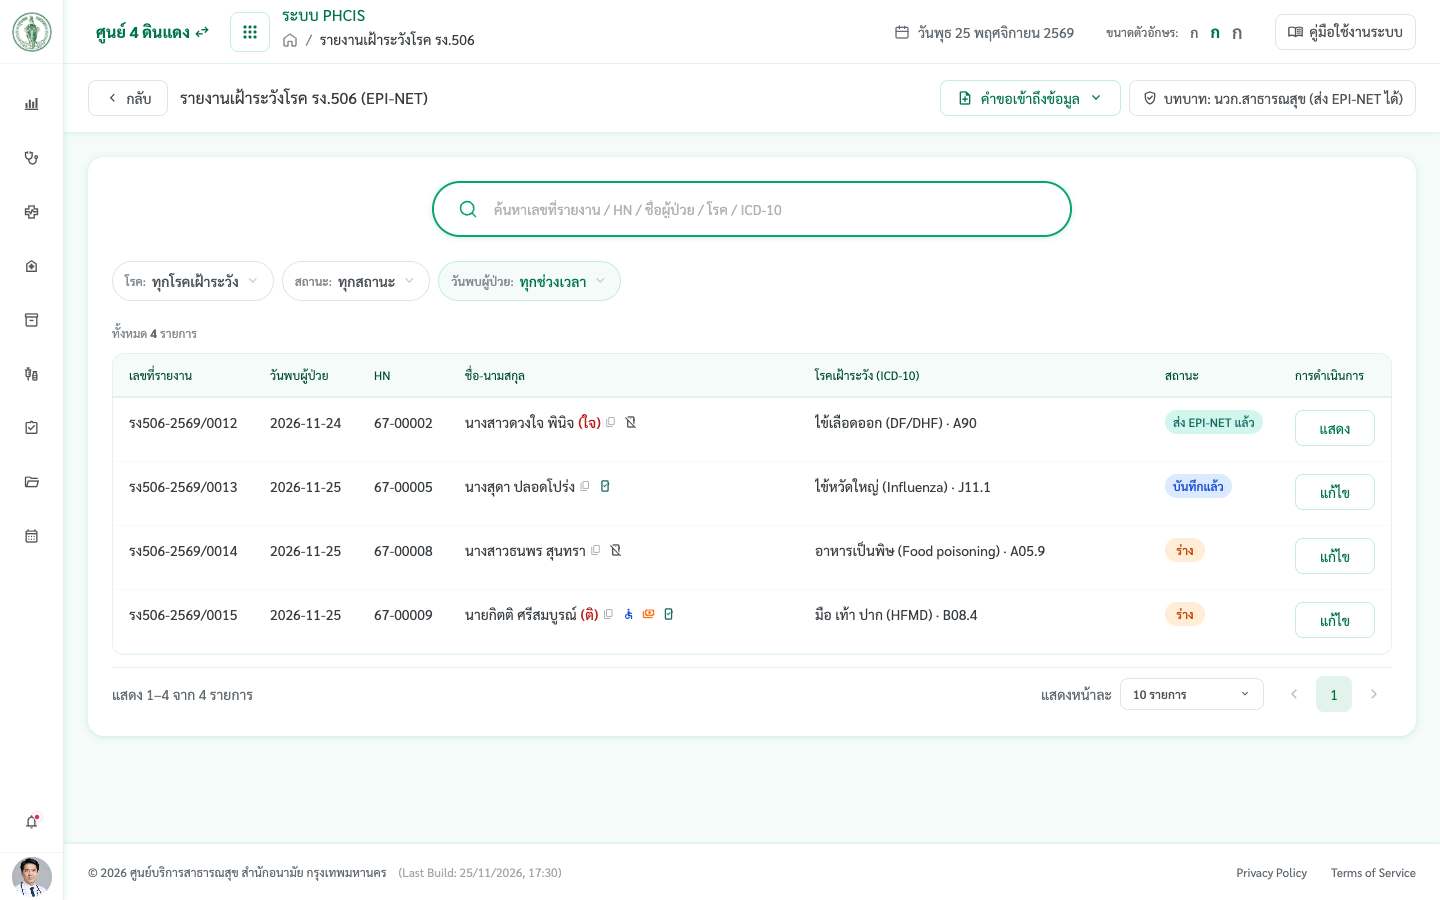 ศูนย์ 4 ดินแดง
ระบบ PHCIS
/ รายงานเฝ้าระวังโรค รง.506
วันพุธ 25 พฤศจิกายน 2569
ขนาดตัวอักษร: ก ก ก
คู่มือใช้งานระบบ
กลับ
รายงานเฝ้าระวังโรค รง.506 (EPI-NET)
คำขอเข้าถึงข้อมูล
บทบาท: นวก.สาธารณสุข (ส่ง EPI-NET ได้)
ค้นหาเลขที่รายงาน / HN / ชื่อผู้ป่วย / โรค / ICD-10
โรค: ทุกโรคเฝ้าระวัง
สถานะ: ทุกสถานะ
วันพบผู้ป่วย: ทุกช่วงเวลา
ทั้งหมด 4 รายการ
เลขที่รายงาน วันพบผู้ป่วย HN ชื่อ-นามสกุล โรคเฝ้าระวัง (ICD-10) สถานะ การดำเนินการ
รง506-2569/0012 2026-11-24 67-00002 นางสาวดวงใจ พินิจ (ใจ) ไข้เลือดออก (DF/DHF) · A90 ส่ง EPI-NET แล้ว แสดง
รง506-2569/0013 2026-11-25 67-00005 นางสุดา ปลอดโปร่ง ไข้หวัดใหญ่ (Influenza) · J11.1 บันทึกแล้ว แก้ไข
รง506-2569/0014 2026-11-25 67-00008 นางสาวธนพร สุนทรา อาหารเป็นพิษ (Food poisoning) · A05.9 ร่าง แก้ไข
รง506-2569/0015 2026-11-25 67-00009 นายกิตติ ศรีสมบูรณ์ (ติ) มือ เท้า ปาก (HFMD) · B08.4 ร่าง แก้ไข
แสดง 1–4 จาก 4 รายการ
แสดงหน้าละ 10 รายการ 1
© 2026 ศูนย์บริการสาธารณสุข สำนักอนามัย กรุงเทพมหานคร (Last Build: 25/11/2026, 17:30)
Privacy Policy Terms of Service